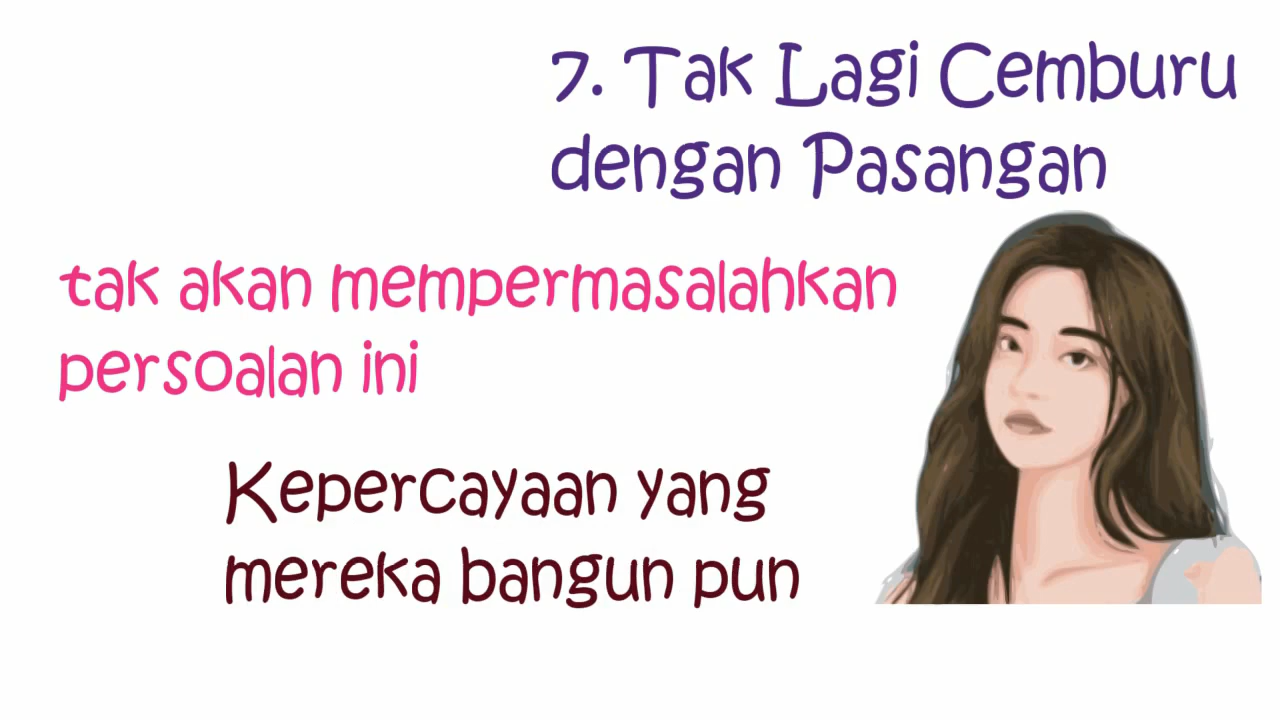 7. Tak Lagi Cemburu
dengan Pasangan
tak akan mempermasalahkan
persoalan ini
Kepercayaan yang
mereka bangun pun